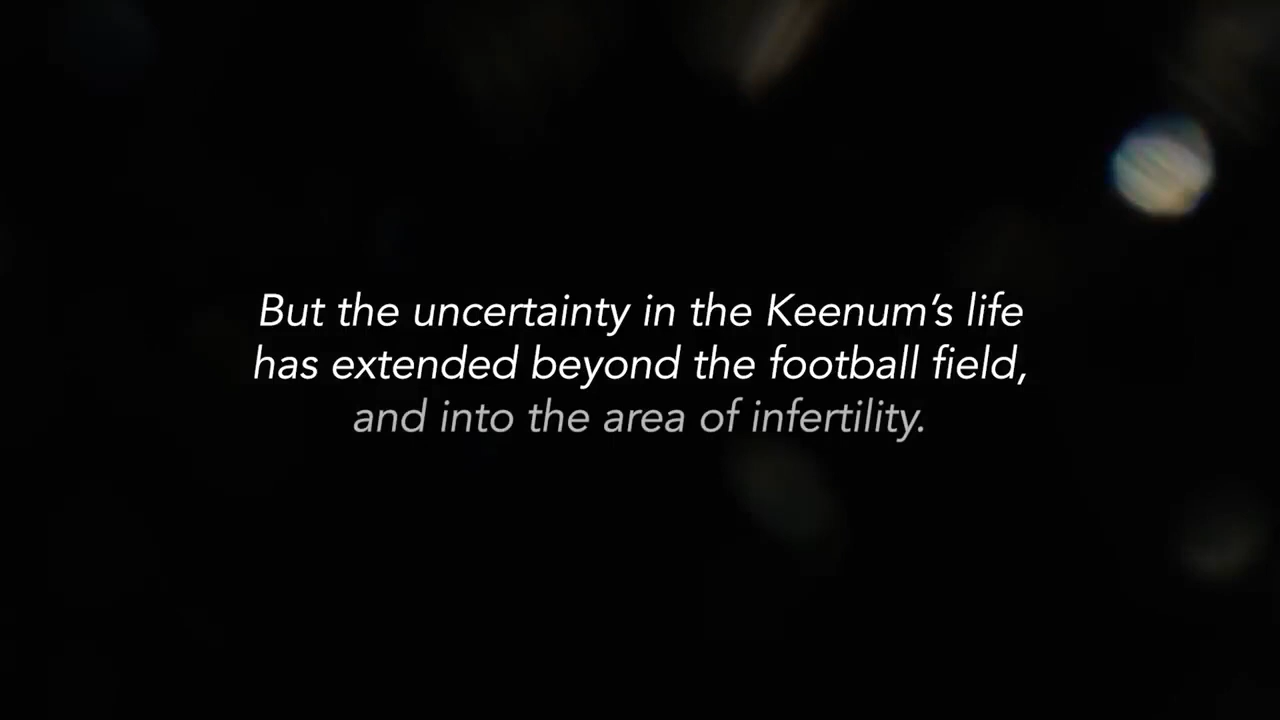 But the uncertainty in the Keenum’s life
has extended beyond the football field,
and into the area of infertility.